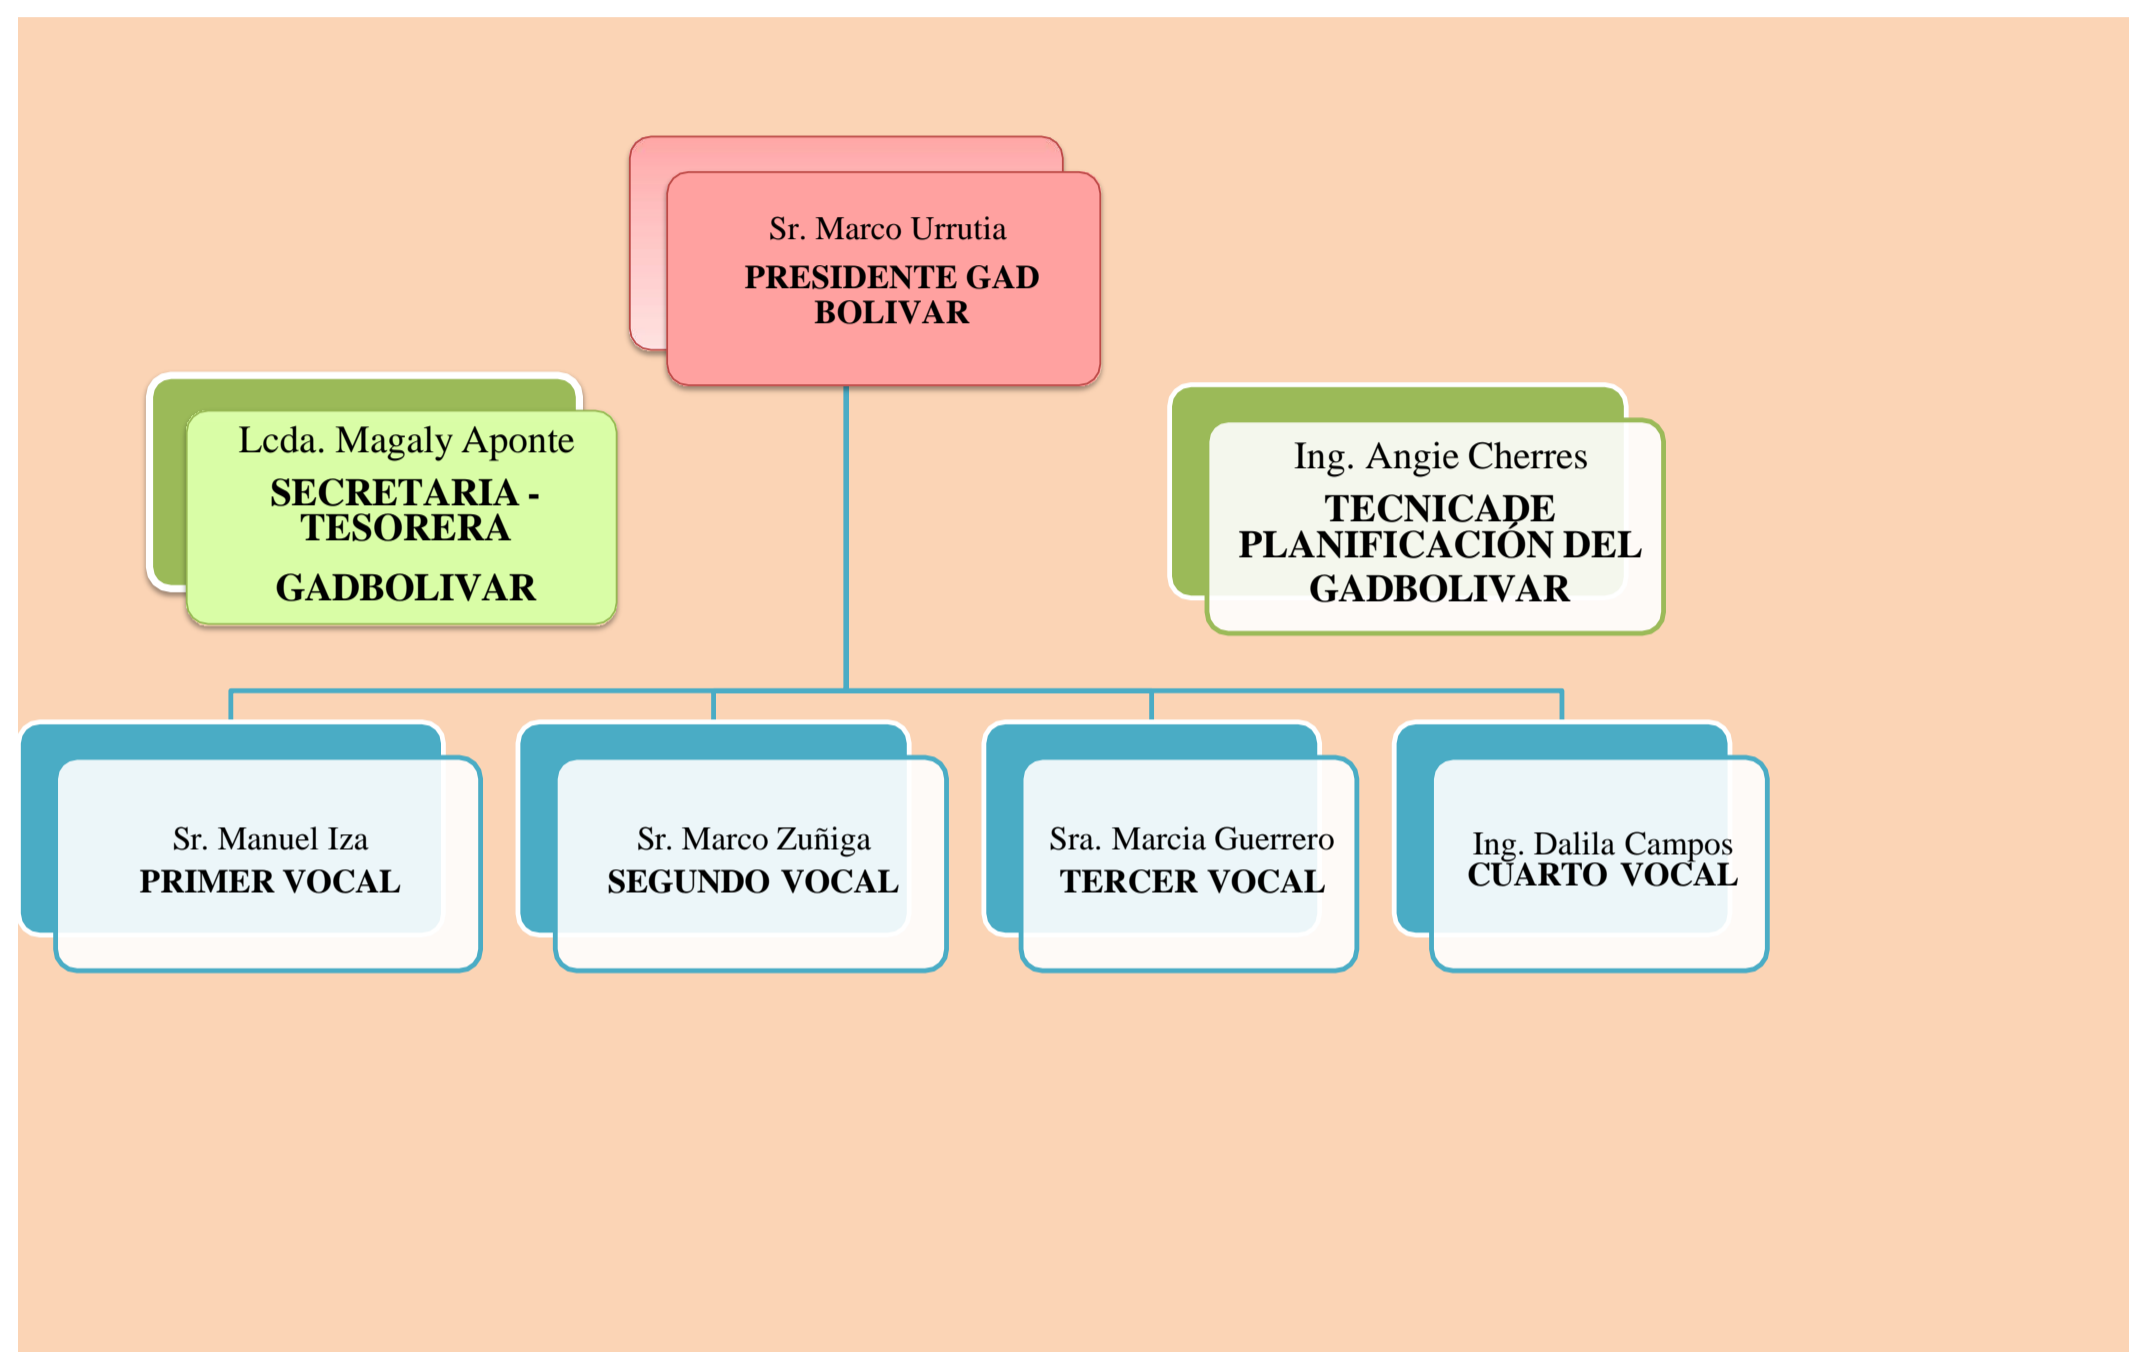 Sr. Marco Urrutia
PRESIDENTE GAD
BOLIVAR
Lcda. Magaly Aponte
SECRETARIA -
TESORERA
GADBOLIVAR
Ing. Angie Cherres
TECNICADE
PLANIFICACIÓN DEL
GADBOLIVAR
Sr. Manuel Iza
PRIMER VOCAL
Sr. Marco Zuñiga
SEGUNDO VOCAL
Sra. Marcia Guerrero
TERCER VOCAL
Ing. Dalila Campos
CUARTO VOCAL